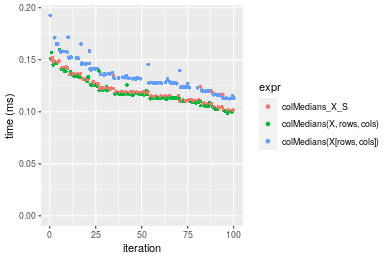 0.20
0.15
0.10
0.05
0.00
time (ms)
0
25
50
75
100
iteration
expr
colMedians_X_S
colMedians(X, rows, cols)
colMedians(X[rows, cols])